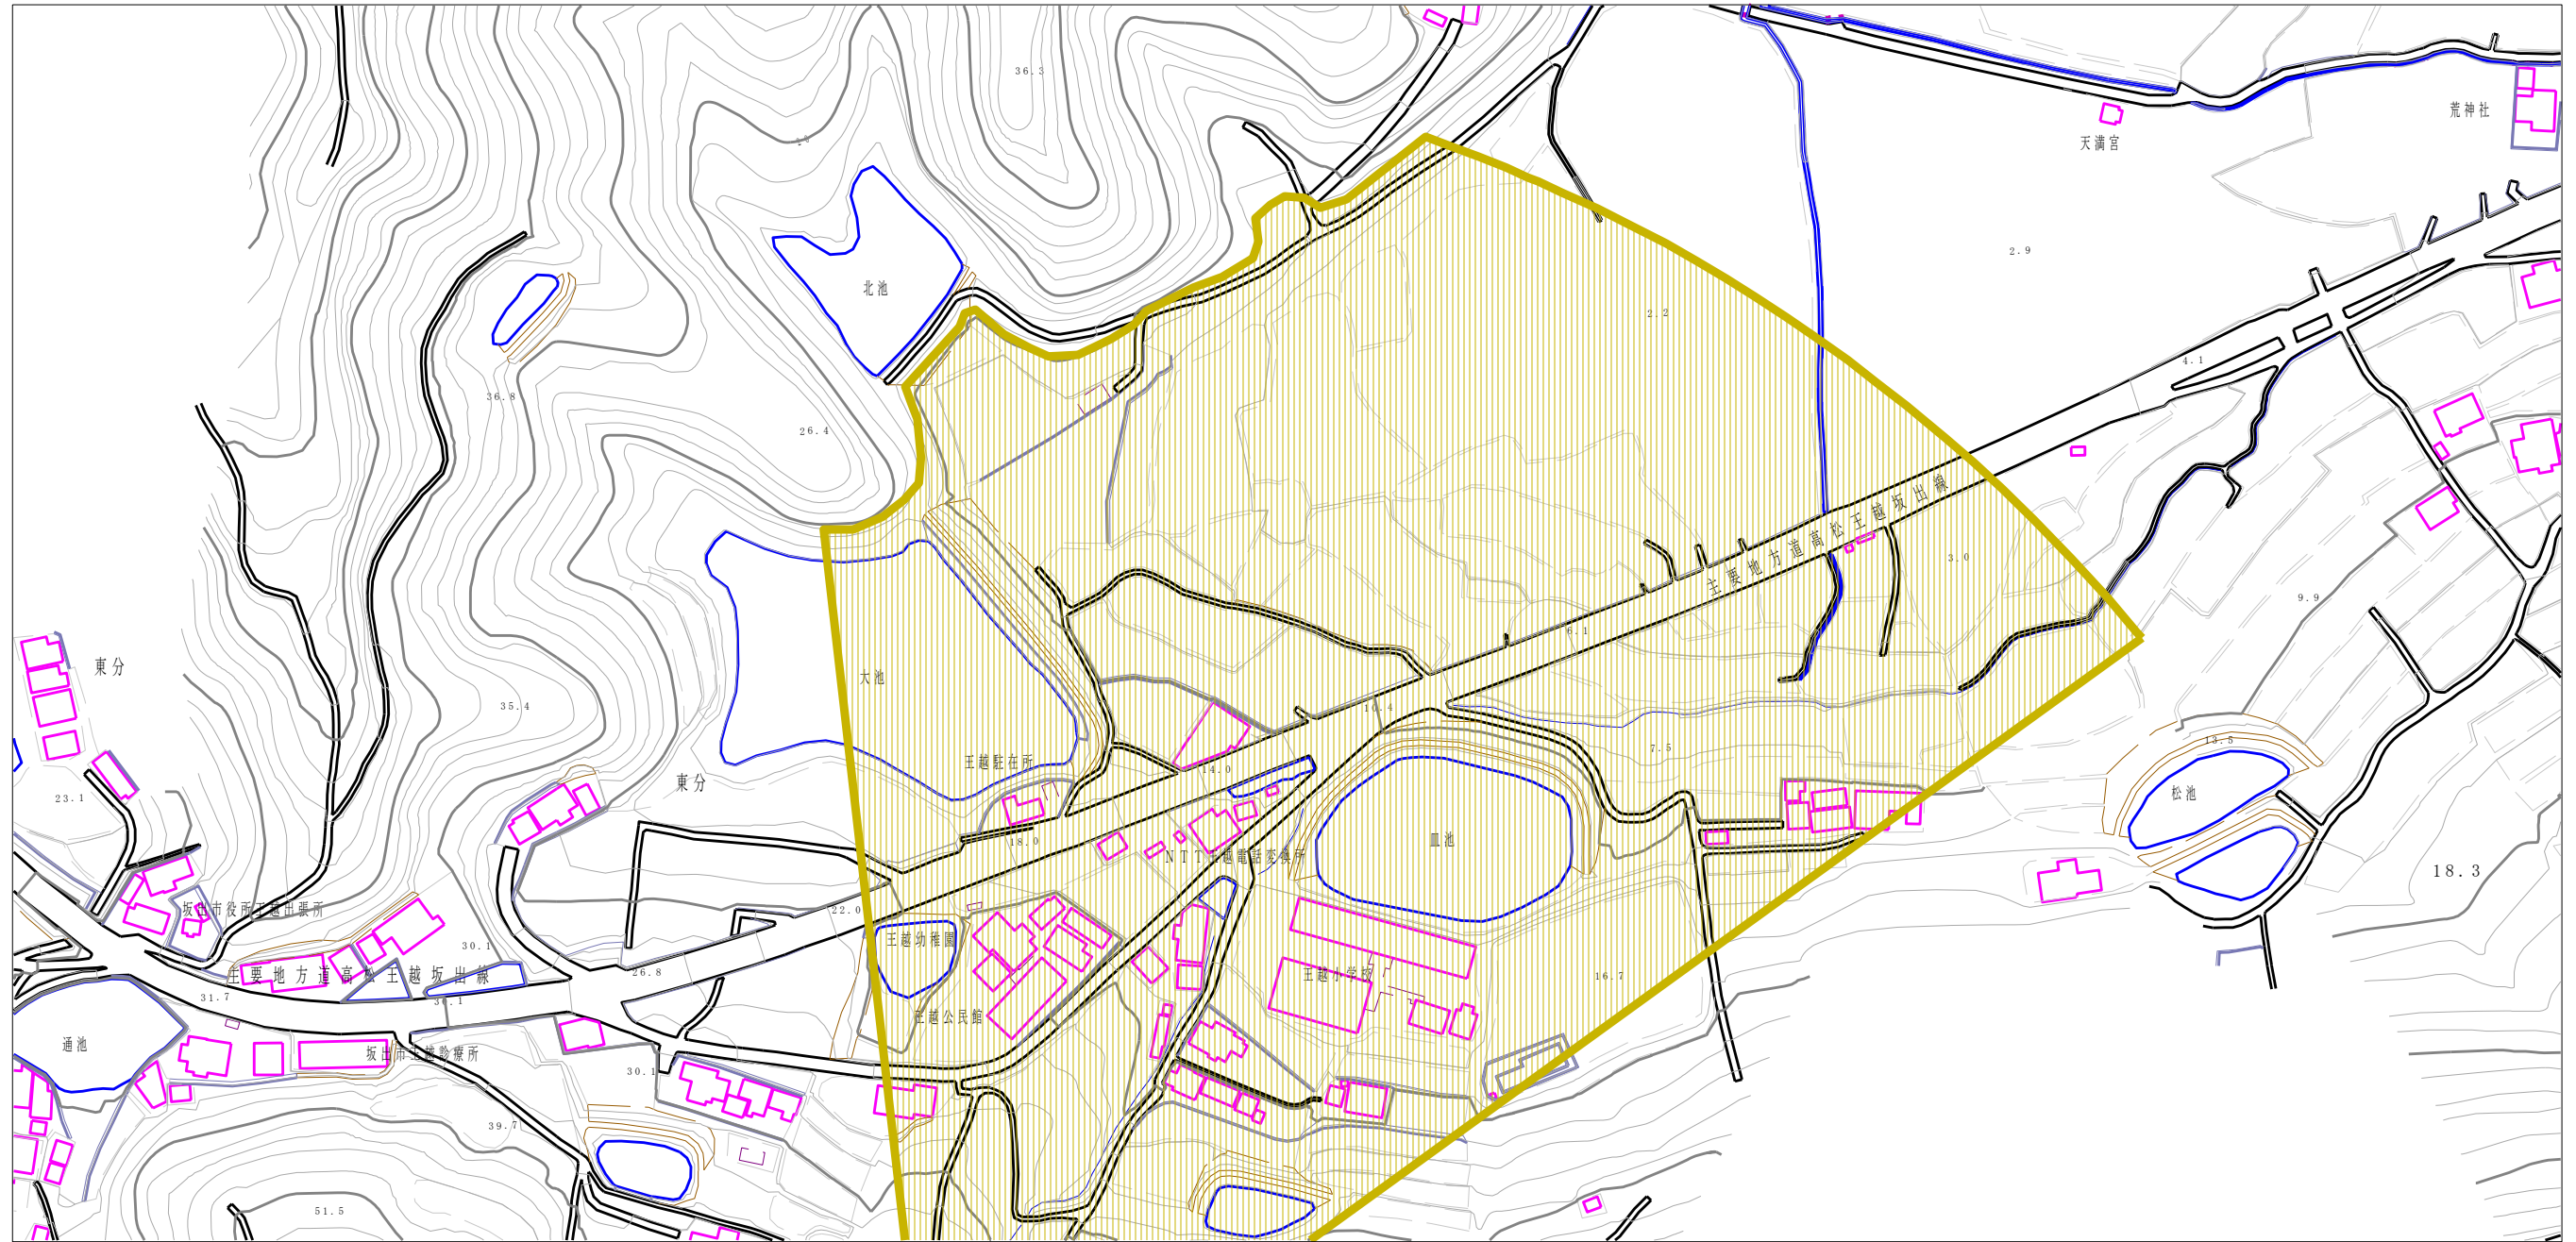 36.3
荒神社
天満宮
2.9
北池
2.2
4.1
36.8
26.4
主要地方道高松王越坂出線
3.0
9.9
6.1
東分
大池
35.4
10.4
13.5
7.5
王越駐在所
14.0
東分
23.1
松池
18.0
皿池
NTT王越電話交換所
18.3
22.0
坂出市役所王越出張所
王越幼稚園
30.1
主要地方道高松王越坂出線
26.8
王越小学校
16.7
31.7
30.1
王越公民館
通池
坂出市王越診療所
30.1
39.7
51.5